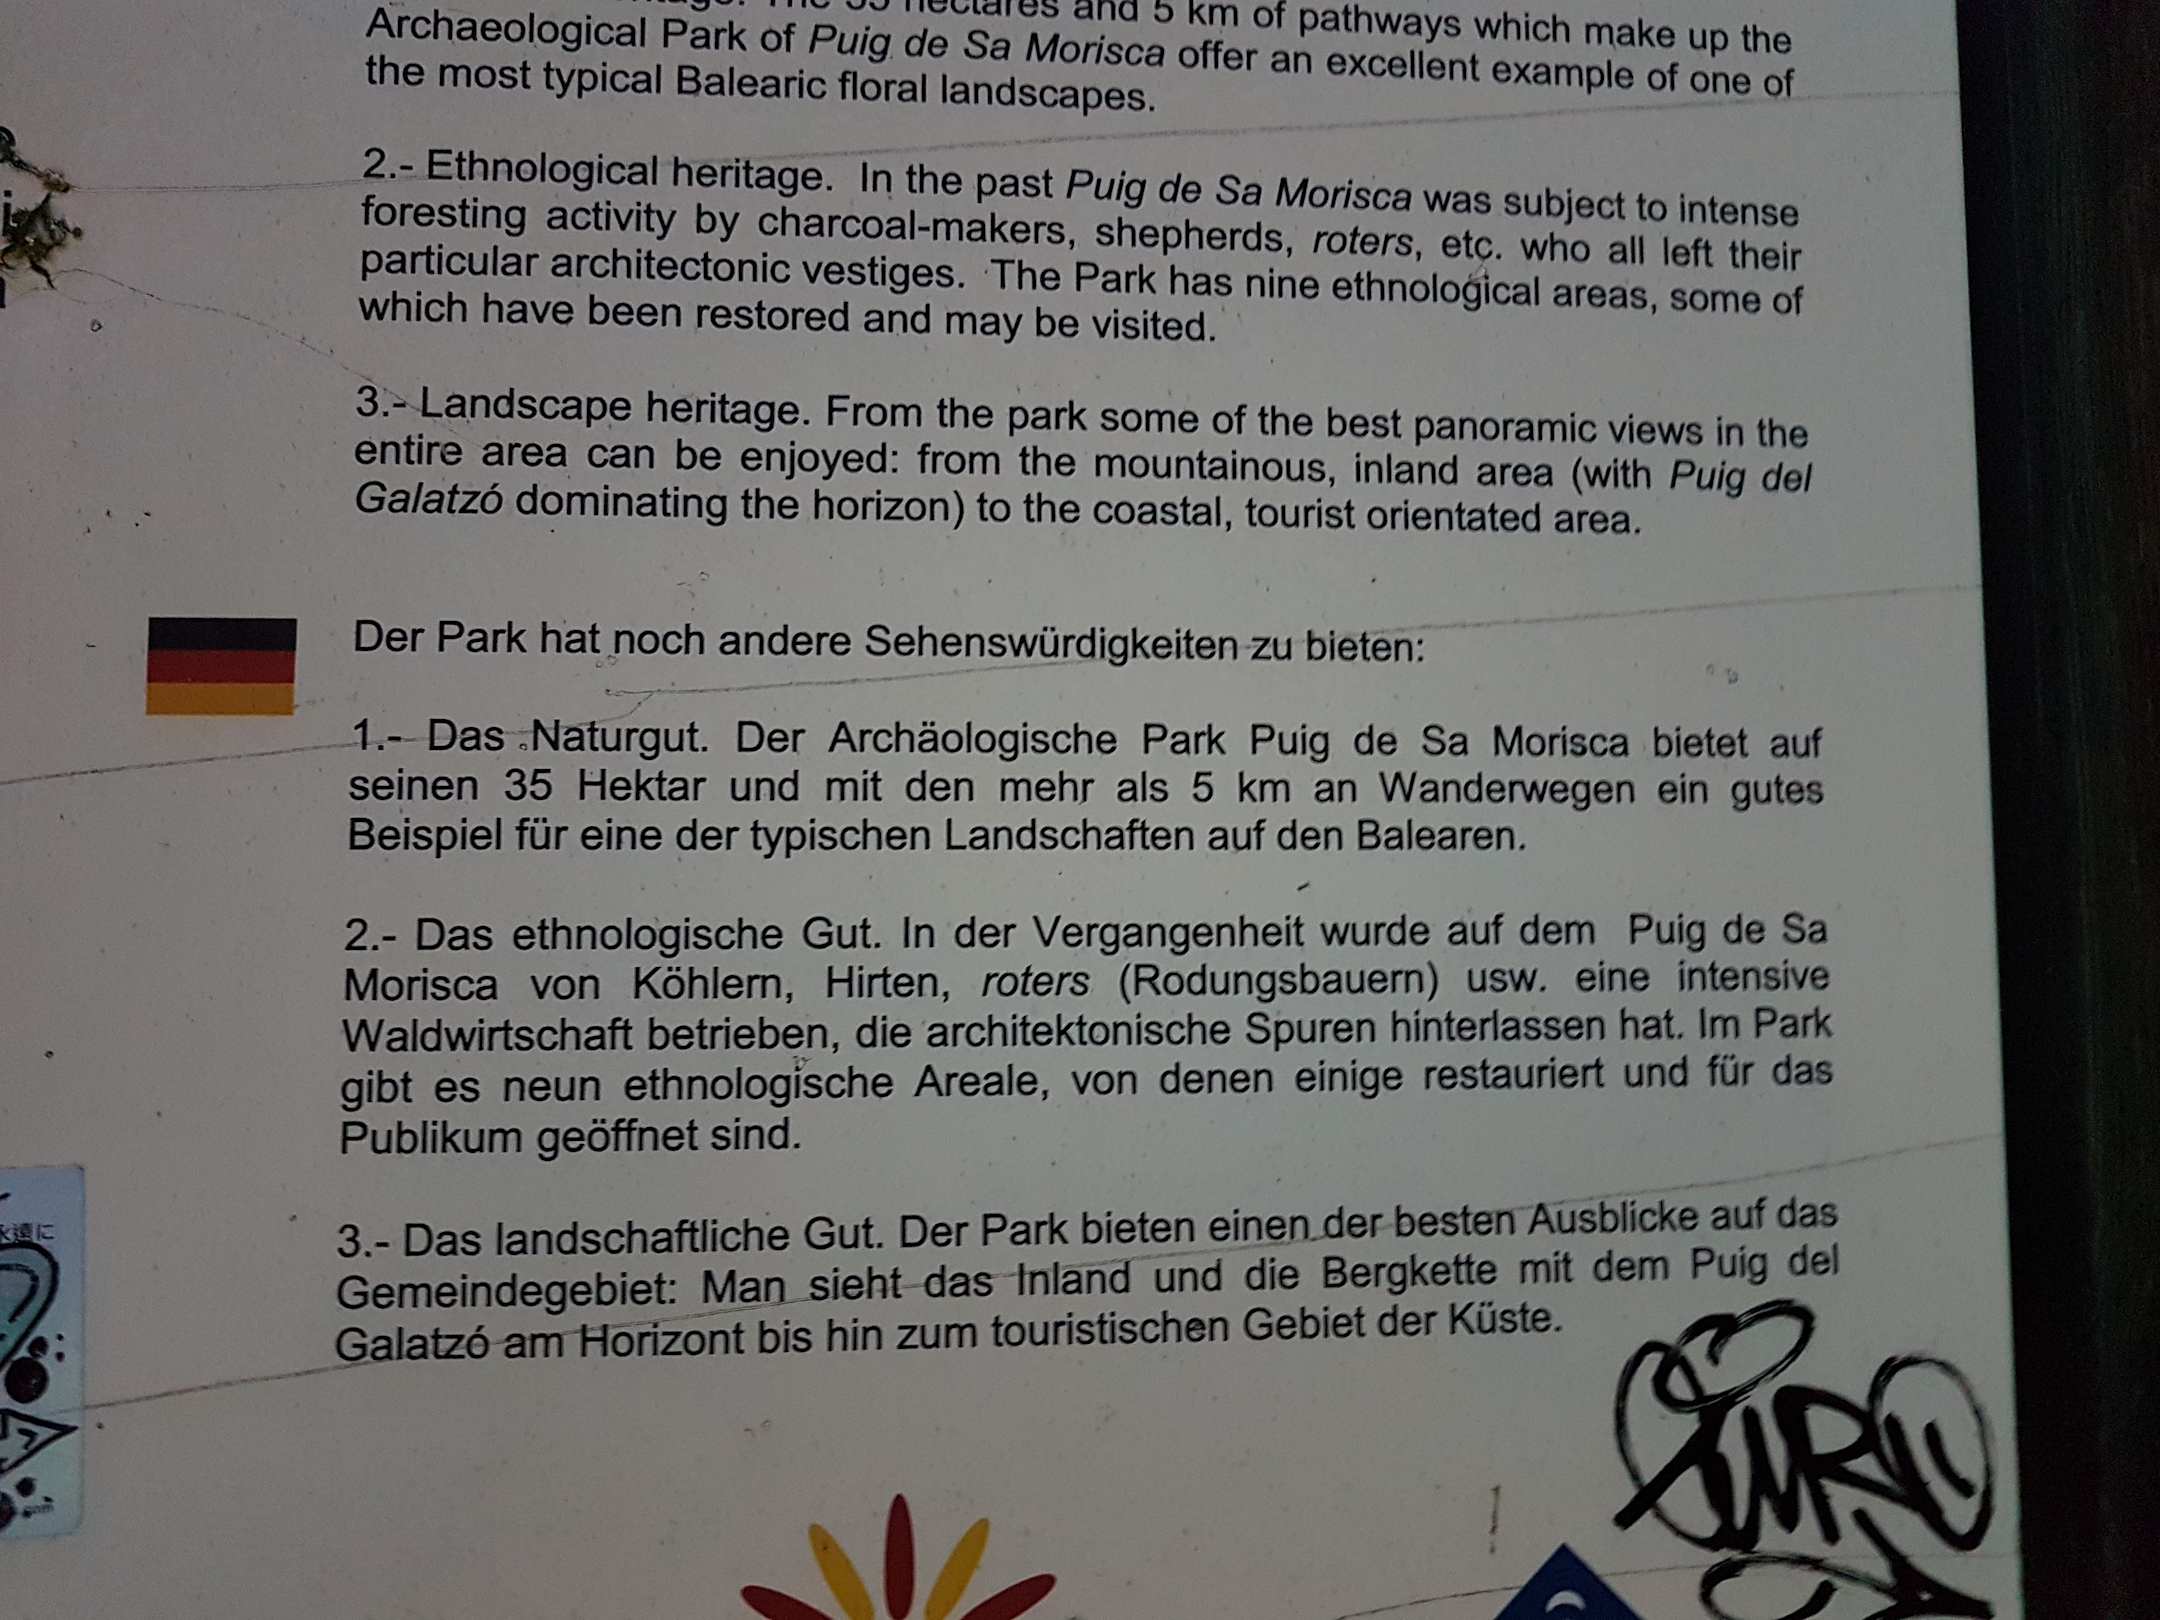 hectares and 5 km of pathways which make up the
Archaeological Park of Puig de Sa Morisca offer an excellent example of one of
the most typical Balearic floral landscapes.
2.- Ethnological heritage. In the past Puig de Sa Morisca was subject to intense
foresting activity by charcoal-makers, shepherds, roters, etc. who all left their
particular architectonic vestiges. The Park has nine ethnological areas, some of
which have been restored and may be visited.
3.- Landscape heritage. From the park some of the best panoramic views in the
entire area can be enjoyed: from the mountainous, inland area (with Puig del
Galatzó dominating the horizon) to the coastal, tourist orientated area.
Der Park hat noch andere Sehenswürdigkeiten zu bieten:
1.- Das Naturgut. Der Archäologische Park Puig de Sa Morisca bietet auf
seinen 35 Hektar und mit den mehr als 5 km an Wanderwegen ein gutes
Beispiel für eine der typischen Landschaften auf den Balearen.
2.- Das ethnologische Gut. In der Vergangenheit wurde auf dem Puig de Sa
Morisca von Köhlern, Hirten, roters (Rodungsbauern) usw. eine intensive
Waldwirtschaft betrieben, die architektonische Spuren hinterlassen hat. Im Park
gibt es neun ethnologische Areale, von denen einige restauriert und für das
Publikum geöffnet sind.
3.- Das landschaftliche Gut. Der Park bieten einen der besten Ausblicke auf das
Gemeindegebiet: Man sieht das Inland und die Bergkette mit dem Puig del
Galatzó am Horizont bis hin zum touristischen Gebiet der Küste.